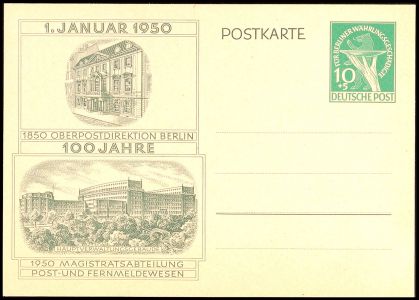 1. JANUAR 1950
1850 OBERPOSTDIREKTION BERLIN
100 JAHRE
HAUPTVERWALTUNGSGEBÄUDE
1950 MAGISTRATSABTEILUNG
POST-UND FERNMELDEWESEN
POSTKARTE
FÜR BERLINER WÄHRUNGSGESCHÄDIGTE
10
+5
DEUTSCHE POST